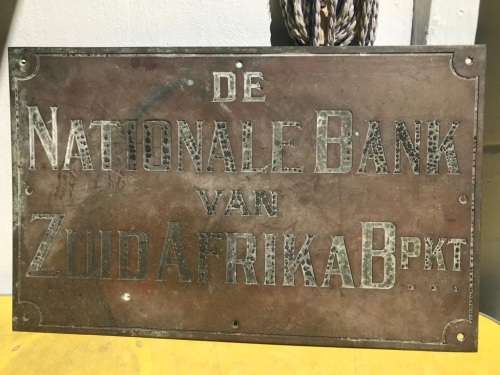 DE
NATIONALE BANK
VAN
ZUID AFRIKA BPKT